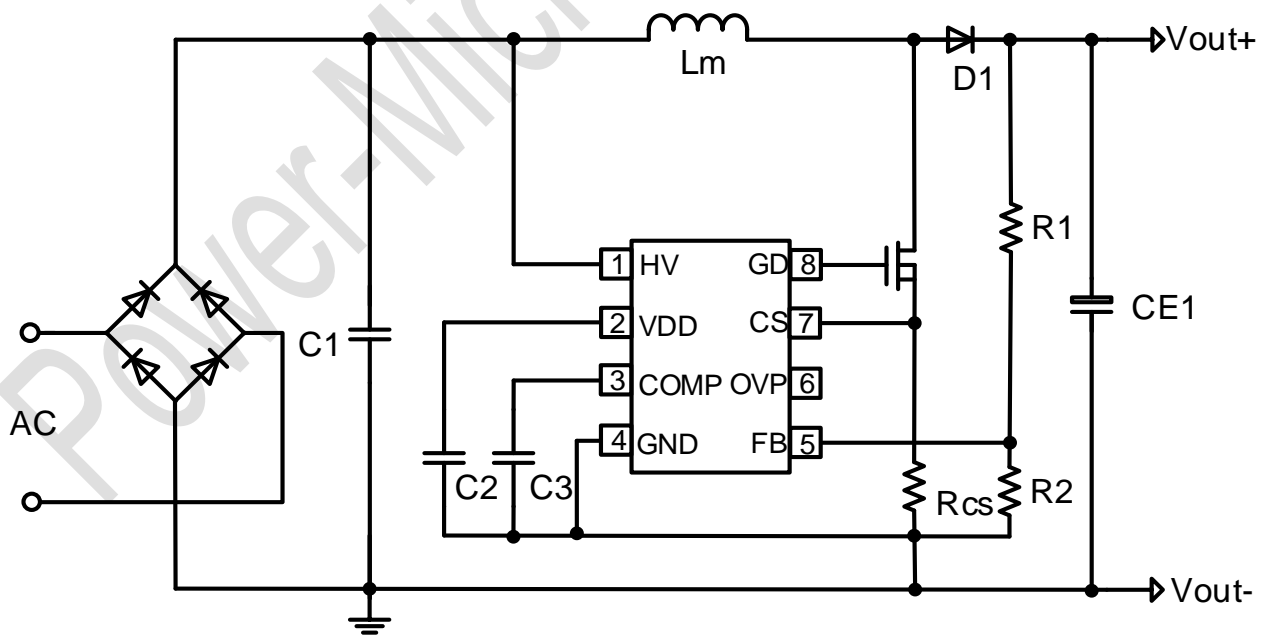 Power-Mic
Lm
Vout+
D1
R1
1 HV
GD 8
2 VDD
CS 7
3 COMP
OVP 6
4 GND
FB 5
C1
CE1
AC
C2
C3
Rcs
R2
Vout-